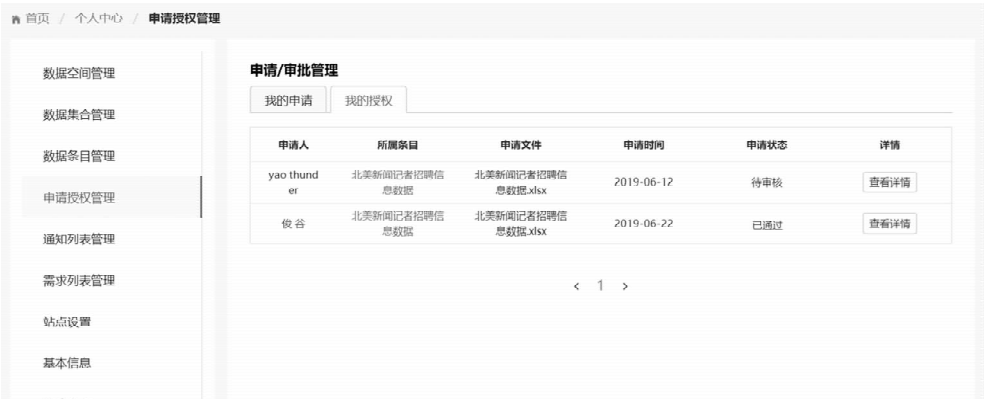 首页 / 个人中心 / 申请授权管理
数据空间管理
数据集合管理
数据条目管理
申请授权管理
通知列表管理
需求列表管理
站点设置
基本信息
申请/审批管理
我的申请 我的授权
申请人 所属条目 申请文件 申请时间 申请状态 详情
yao thund
er
北美新闻记者招聘信
息数据
北美新闻记者招聘信
息数据.xlsx
2019-06-12
待审核
查看详情
俊 谷
北美新闻记者招聘信
息数据
北美新闻记者招聘信
息数据.xlsx
2019-06-22
已通过
查看详情
< 1 >